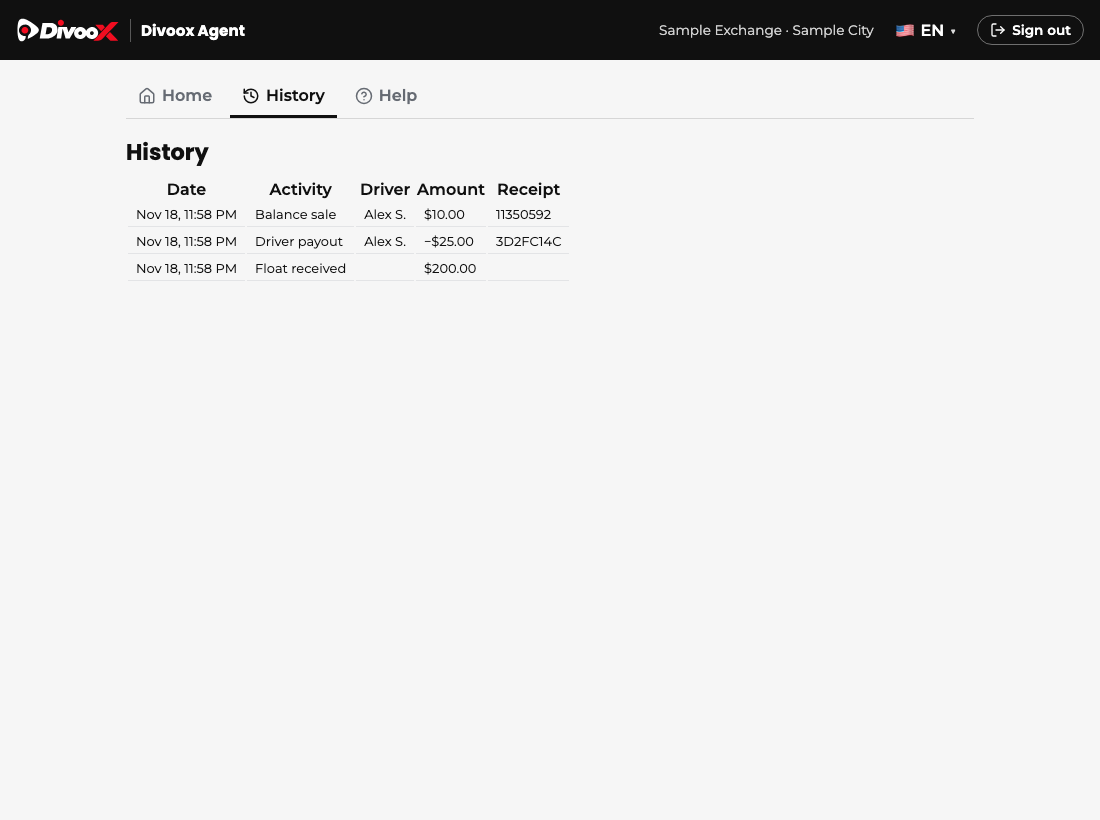 DivooX
Divoox Agent
Sample Exchange · Sample City
🇺🇸 EN ▾
Sign out
Home
History
Help
History
Date Activity Driver Amount Receipt
Nov 18, 11:58 PM Balance sale Alex S. $10.00 11350592
Nov 18, 11:58 PM Driver payout Alex S. −$25.00 3D2FC14C
Nov 18, 11:58 PM Float received $200.00